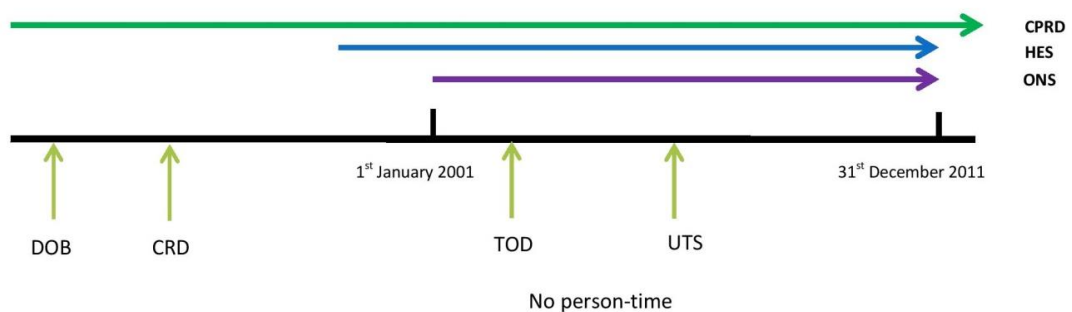 CPRD
HES
ONS
1st January 2001
31st December 2011
DOB
CRD
TOD
UTS
No person-time